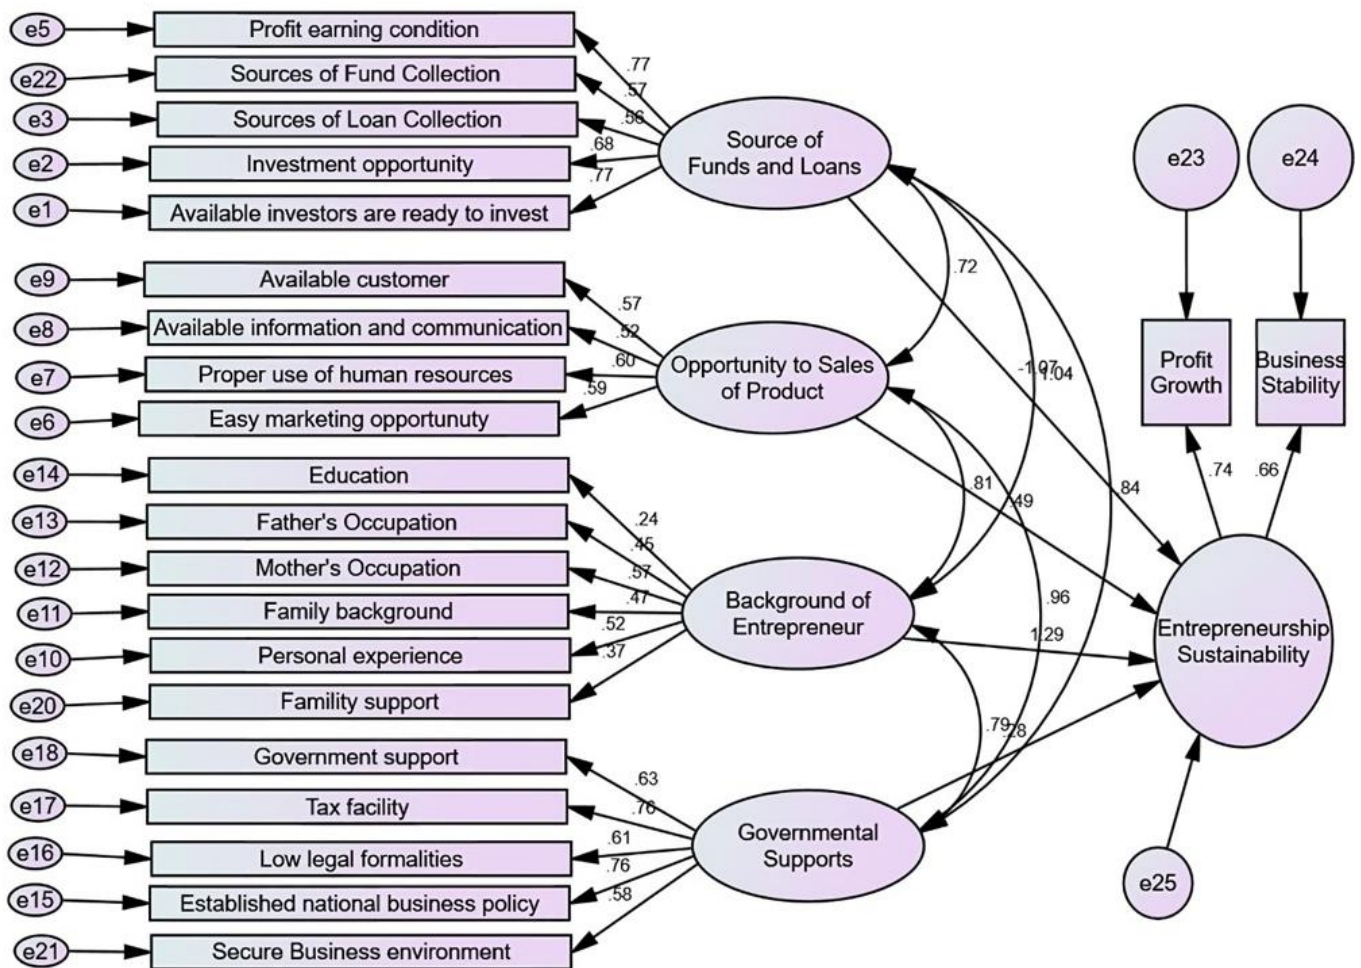 e5
Profit earning condition
e22
Sources of Fund Collection
e3
Sources of Loan Collection
e2
Investment opportunity
e1
Available investors are ready to invest
.77
.57
.56
.68
.77
Source of
Funds and Loans
e23
e24
e9
Available customer
e8
Available information and communication
e7
Proper use of human resources
e6
Easy marketing opportunuty
.57
.52
.60
.59
Opportunity to Sales
of Product
.72
-1.07
1.04
Profit
Growth
Business
Stability
.74
.66
e14
Education
e13
Father's Occupation
e12
Mother's Occupation
e11
Family background
e10
Personal experience
e20
Famility support
.24
.45
.57
.47
.52
.37
Background of
Entrepreneur
.81
.49
.84
.96
1.29
Entrepreneurship
Sustainability
e18
Government support
e17
Tax facility
e16
Low legal formalities
e15
Established national business policy
e21
Secure Business environment
.63
.76
.61
.76
.58
Governmental
Supports
.79
.28
e25